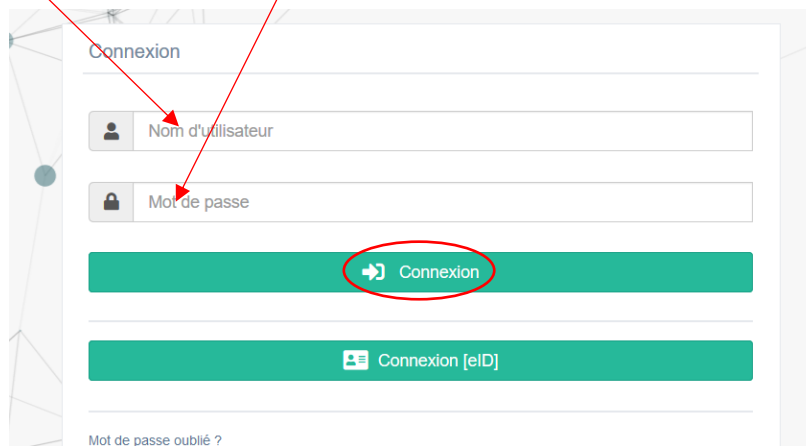 Connexion
Nom d'utilisateur
Mot de passe
Connexion
Connexion [eID]
Mot de passe oublié ?